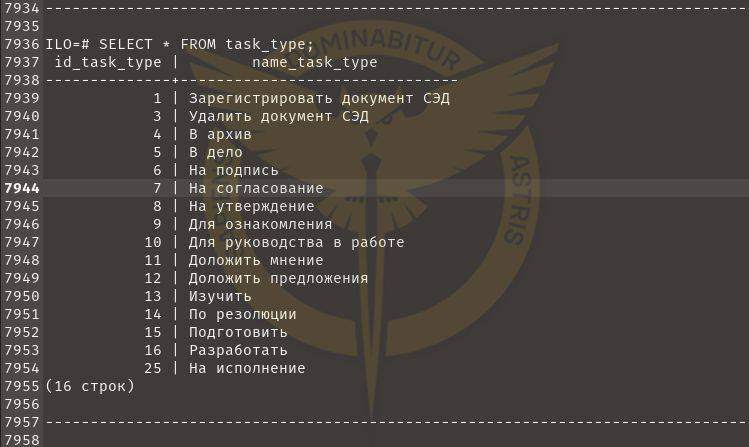 7934 ----------------------------------------------------------------------
7935
7936 ILO=# SELECT * FROM task_type;
7937 id_task_type | name_task_type
7938 --------------+-------------------------------
7939 1 | Зарегистрировать документ СЭД
7940 3 | Удалить документ СЭД
7941 4 | В архив
7942 5 | В дело
7943 6 | На подпись
7944 7 | На согласование
7945 8 | На утверждение
7946 9 | Для ознакомления
7947 10 | Для руководства в работе
7948 11 | Доложить мнение
7949 12 | Доложить предложения
7950 13 | Изучить
7951 14 | По резолюции
7952 15 | Подготовить
7953 16 | Разработать
7954 25 | На исполнение
7955 (16 строк)
7956
7957 ----------------------------------------------------------------------
7958
ASTRIS